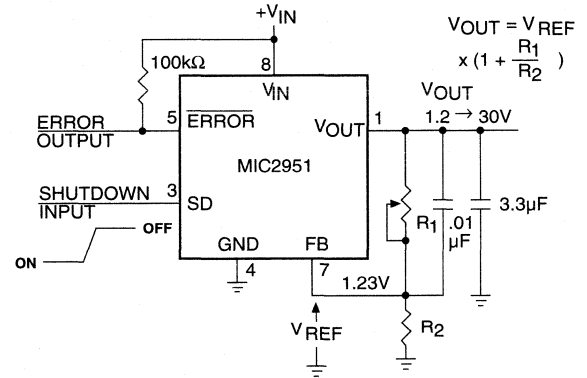 +VIN
VOUT = VREF
x (1 + R1/R2 )
100kΩ
8
VIN
VOUT
1.2 → 30V
ERROR
OUTPUT
5
ERROR
VOUT
1
MIC2951
SHUTDOWN
INPUT
3
SD
R1
.01
µF
3.3µF
OFF
ON
GND
FB
4
7
1.23V
VREF
R2